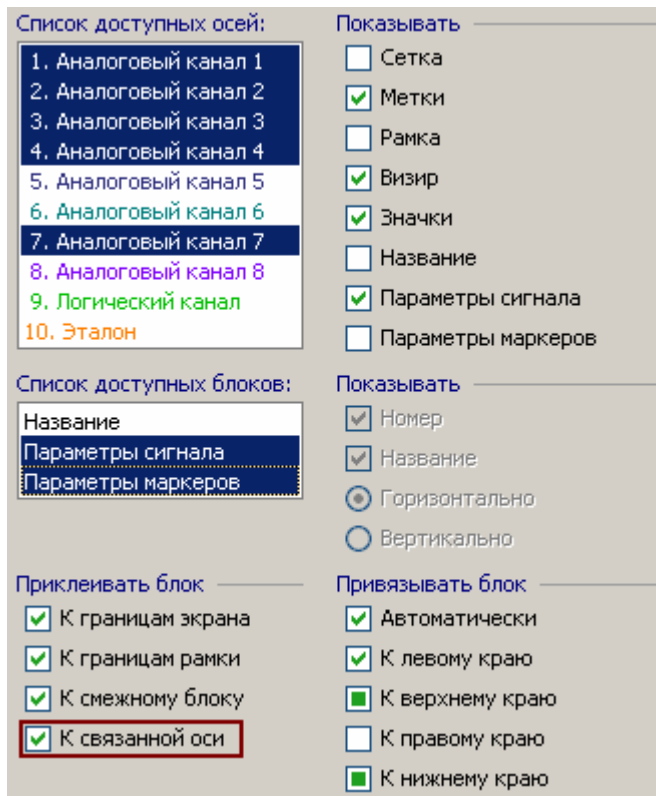 Список доступных осей:
1. Аналоговый канал 1
2. Аналоговый канал 2
3. Аналоговый канал 3
4. Аналоговый канал 4
5. Аналоговый канал 5
6. Аналоговый канал 6
7. Аналоговый канал 7
8. Аналоговый канал 8
9. Логический канал
10. Эталон
Показывать
Сетка
Метки
Рамка
Визир
Значки
Название
Параметры сигнала
Параметры маркеров
Список доступных блоков:
Название
Параметры сигнала
Параметры маркеров
Показывать
Номер
Название
Горизонтально
Вертикально
Приклеивать блок
К границам экрана
К границам рамки
К смежному блоку
К связанной оси
Привязывать блок
Автоматически
К левому краю
К верхнему краю
К правому краю
К нижнему краю